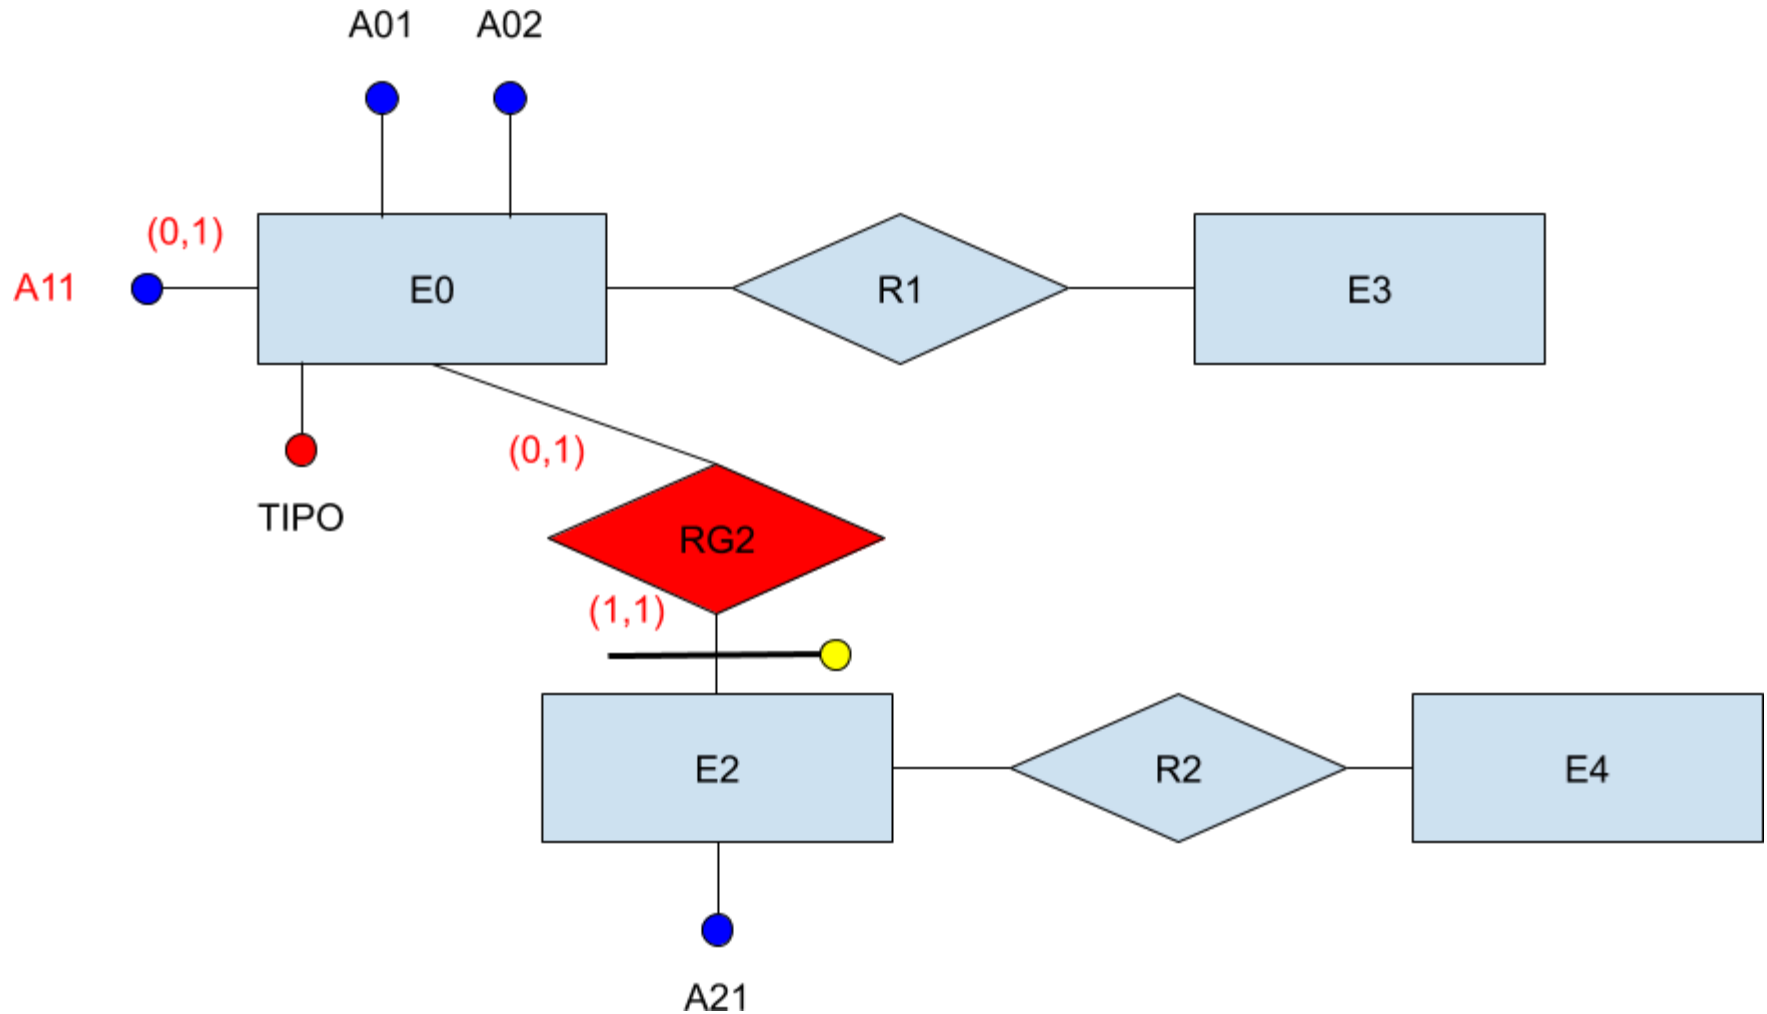 A01 A02
(0,1)
A11 E0 R1 E3
(0,1)
TIPO
RG2
(1,1)
E2 R2 E4
A21